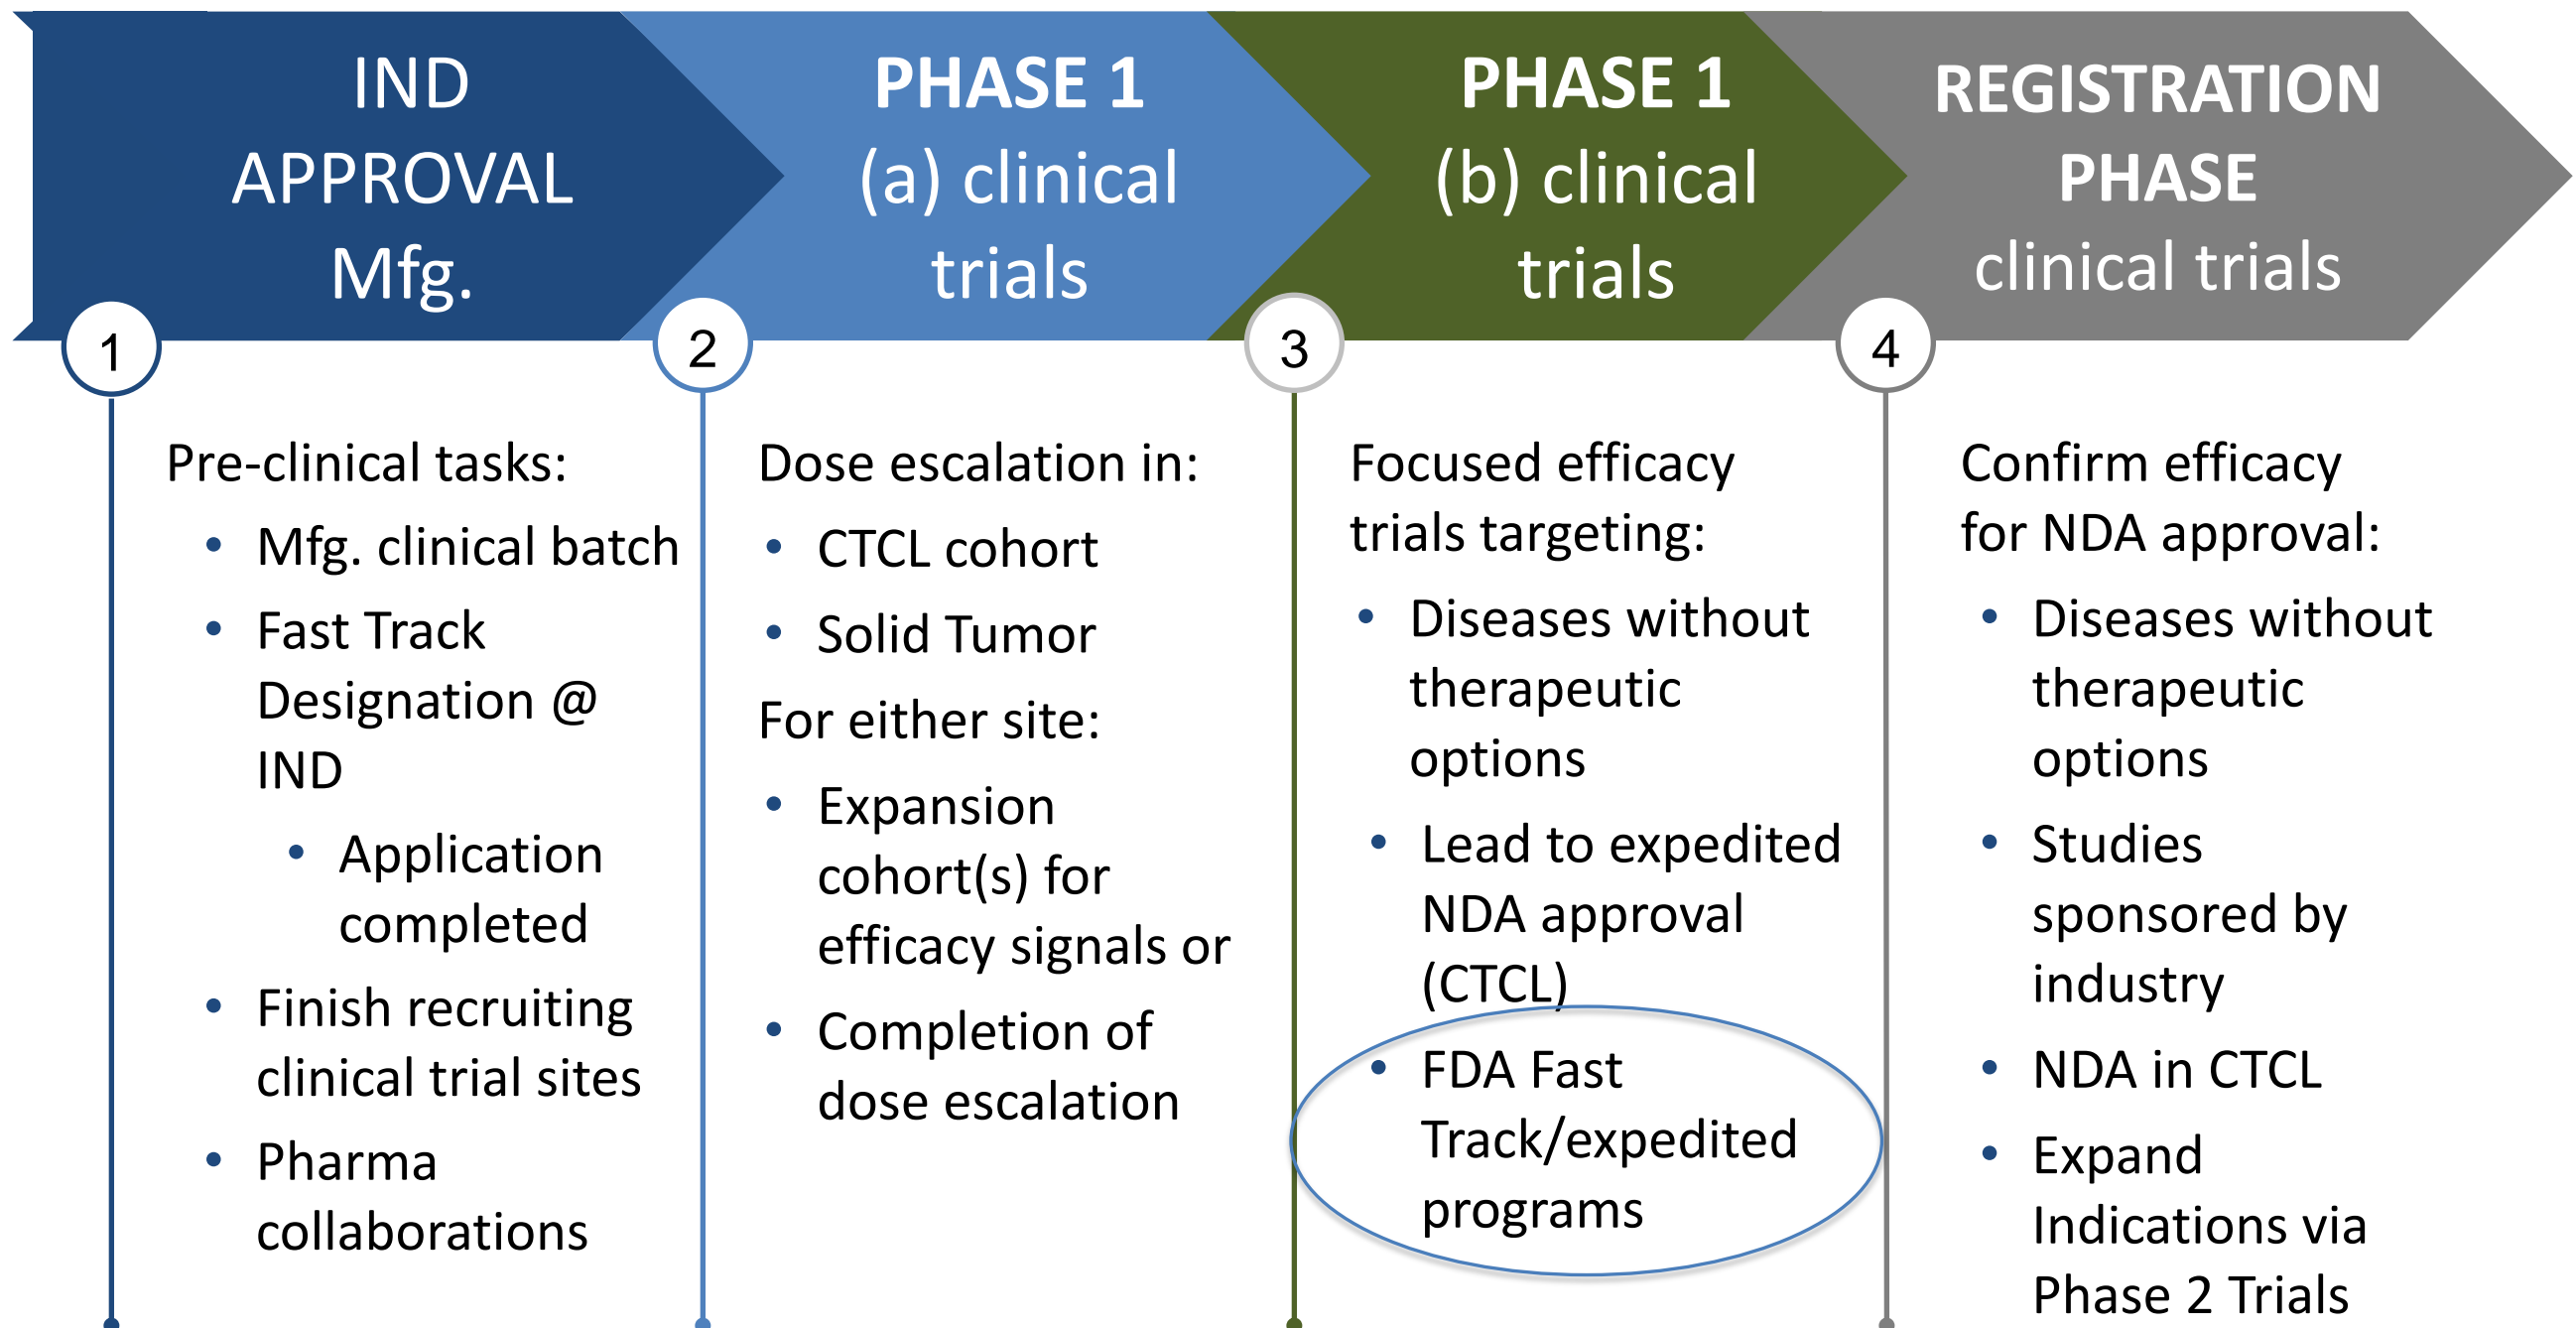 IND
APPROVAL
Mfg.
PHASE 1
(a) clinical
trials
PHASE 1
(b) clinical
trials
REGISTRATION
PHASE
clinical trials
1
2
3
4
Pre-clinical tasks:
• Mfg. clinical batch
• Fast Track
Designation @
IND
• Application
completed
• Finish recruiting
clinical trial sites
• Pharma
collaborations
Dose escalation in:
• CTCL cohort
• Solid Tumor
For either site:
• Expansion
cohort(s) for
efficacy signals or
• Completion of
dose escalation
Focused efficacy
trials targeting:
• Diseases without
therapeutic
options
• Lead to expedited
NDA approval
(CTCL)
• FDA Fast
Track/expedited
programs
Confirm efficacy
for NDA approval:
• Diseases without
therapeutic
options
• Studies
sponsored by
industry
• NDA in CTCL
• Expand
Indications via
Phase 2 Trials